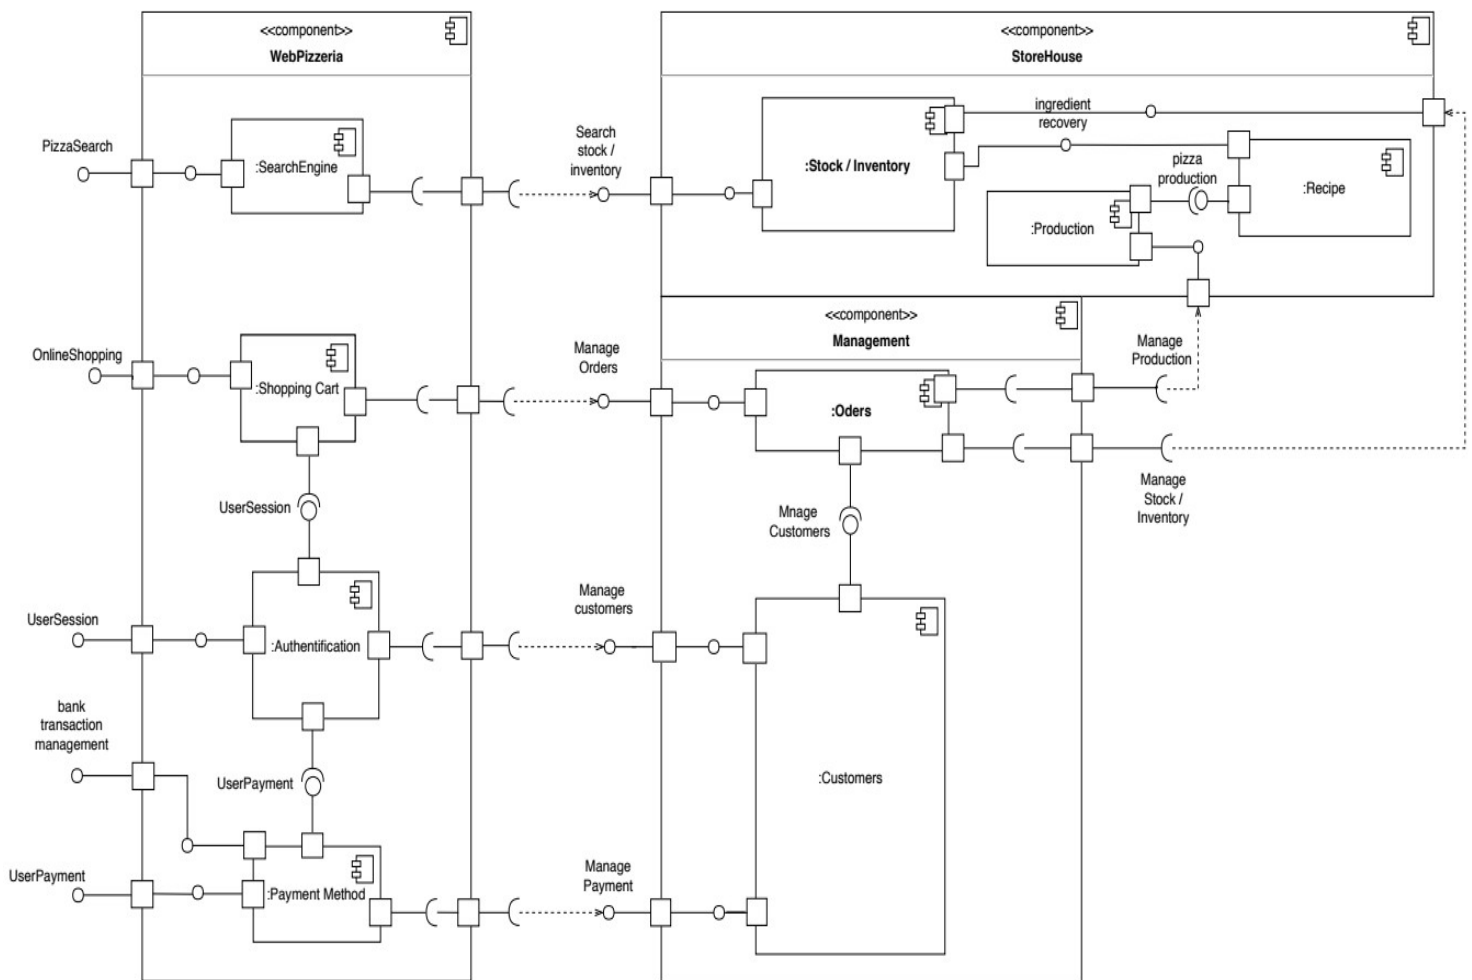 <<component>>
WebPizzeria
<<component>>
StoreHouse
PizzaSearch
:SearchEngine
Search
stock /
inventory
:Stock / Inventory
ingredient
recovery
pizza
production
:Recipe
:Production
<<component>>
Management
OnlineShopping
:Shopping Cart
Manage
Orders
:Oders
Manage
Production
UserSession
Mnage
Customers
Manage
Stock /
Inventory
UserSession
:Authentification
Manage
customers
bank
transaction
management
UserPayment
:Customers
UserPayment
:Payment Method
Manage
Payment